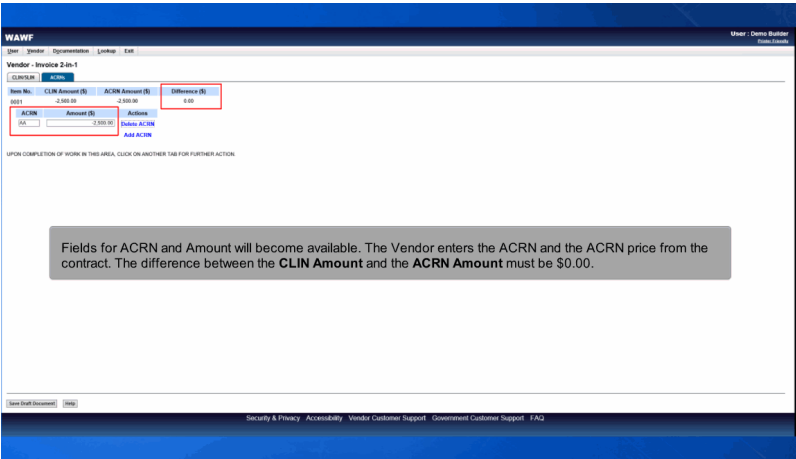 User : Demo Builder
WAWF
Printer Friendly
User Vendor Documentation Lookup Exit
Vendor - Invoice 2-in-1
CLIN/SLIN ACRNs
Item No. CLIN Amount ($) ACRN Amount ($) Difference ($)
0001 -2,500.00 -2,500.00 0.00
ACRN Amount ($) Actions
AA -2,500.00 Delete ACRN
Add ACRN
UPON COMPLETION OF WORK IN THIS AREA, CLICK ON ANOTHER TAB FOR FURTHER ACTION.
Fields for ACRN and Amount will become available. The Vendor enters the ACRN and the ACRN price from the
contract. The difference between the CLIN Amount and the ACRN Amount must be $0.00.
Save Draft Document Help
Security & Privacy Accessibility Vendor Customer Support Government Customer Support FAQ